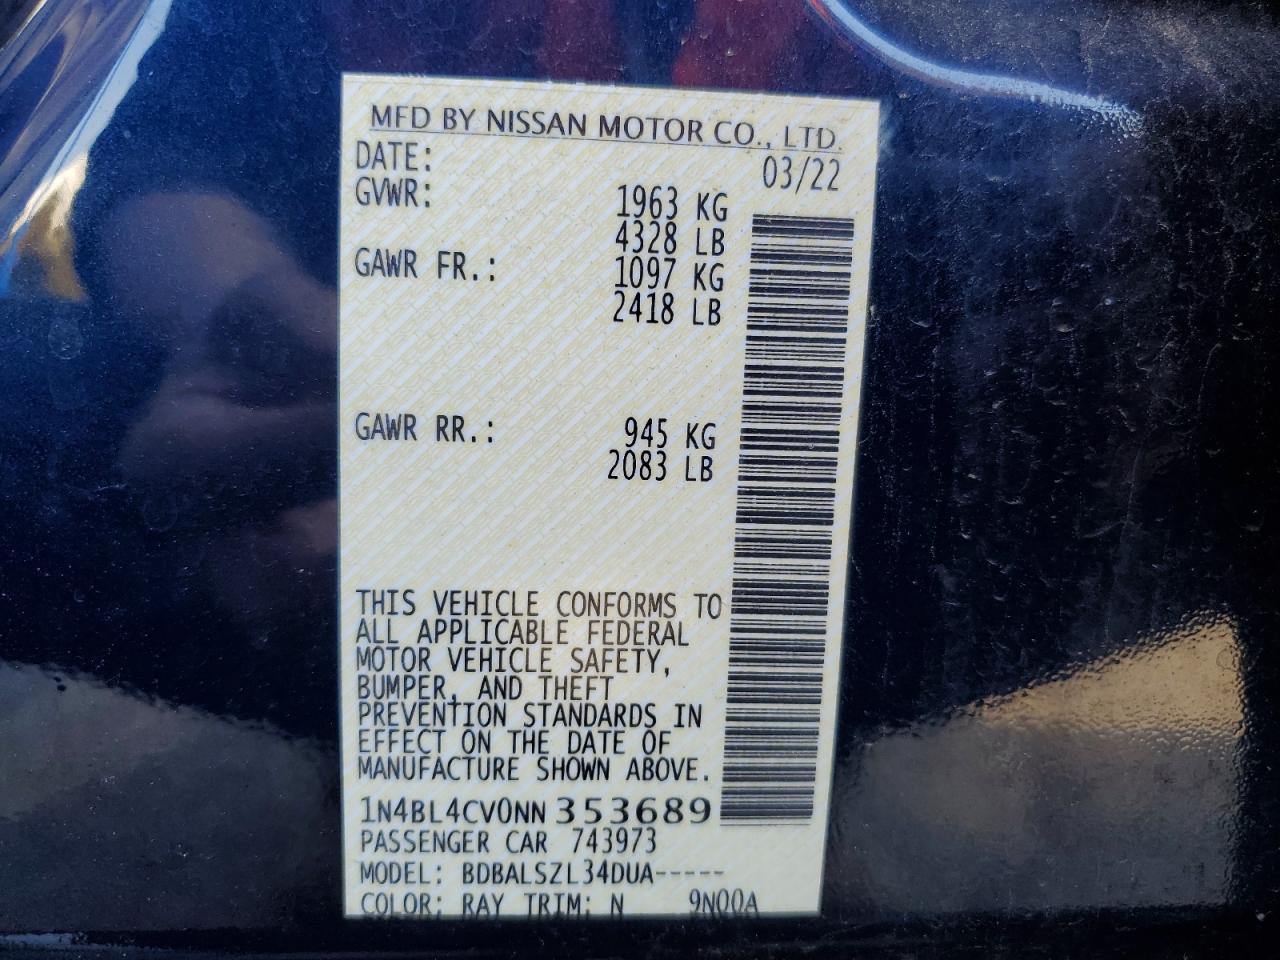 MFD BY NISSAN MOTOR CO., LTD.
DATE: 03/22
GVWR: 1963 KG
4328 LB
GAWR FR.: 1097 KG
2418 LB
GAWR RR.: 945 KG
2083 LB
THIS VEHICLE CONFORMS TO
ALL APPLICABLE FEDERAL
MOTOR VEHICLE SAFETY,
BUMPER, AND THEFT
PREVENTION STANDARDS IN
EFFECT ON THE DATE OF
MANUFACTURE SHOWN ABOVE.
1N4BL4CV0NN353689
PASSENGER CAR 743973
MODEL: BDBALSZL34DUA-----
COLOR: RAY TRIM: N 9N00A